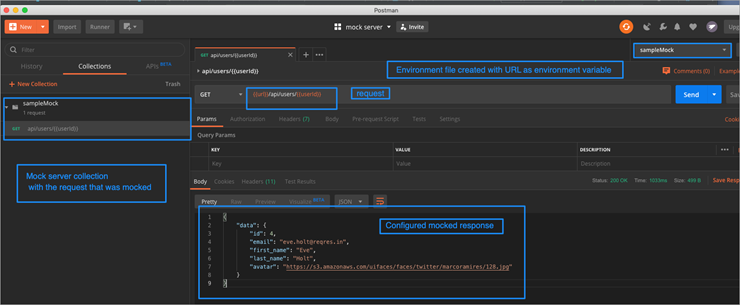 Postman
New
Import
Runner
mock server
Invite
Upg
Filter
History
Collections
APIs BETA
New Collection
Trash
sampleMock
1 request
GET api/users/{{userId}}
Mock server collection
with the request that was mocked
GET api/users/{{userId}}
sampleMock
api/users/{{userId}}
Environment file created with URL as environment variable
Comments (0)
Example
GET
{{url}}/api/users/{{userId}}
request
Send
Sav
Params
Authorization
Headers (7)
Body
Pre-request Script
Tests
Settings
Cooki
Query Params
KEY
VALUE
DESCRIPTION
Key
Value
Description
Body
Cookies
Headers (11)
Test Results
Status: 200 OK
Time: 1033ms
Size: 499 B
Save Resp
Pretty
Raw
Preview
Visualize BETA
JSON
Configured mocked response
1 {
2 "data": {
3 "id": 4,
4 "email": "eve.holt@reqres.in",
5 "first_name": "Eve",
6 "last_name": "Holt",
7 "avatar": "https://s3.amazonaws.com/uifaces/faces/twitter/marcoramires/128.jpg"
8 }
9 }